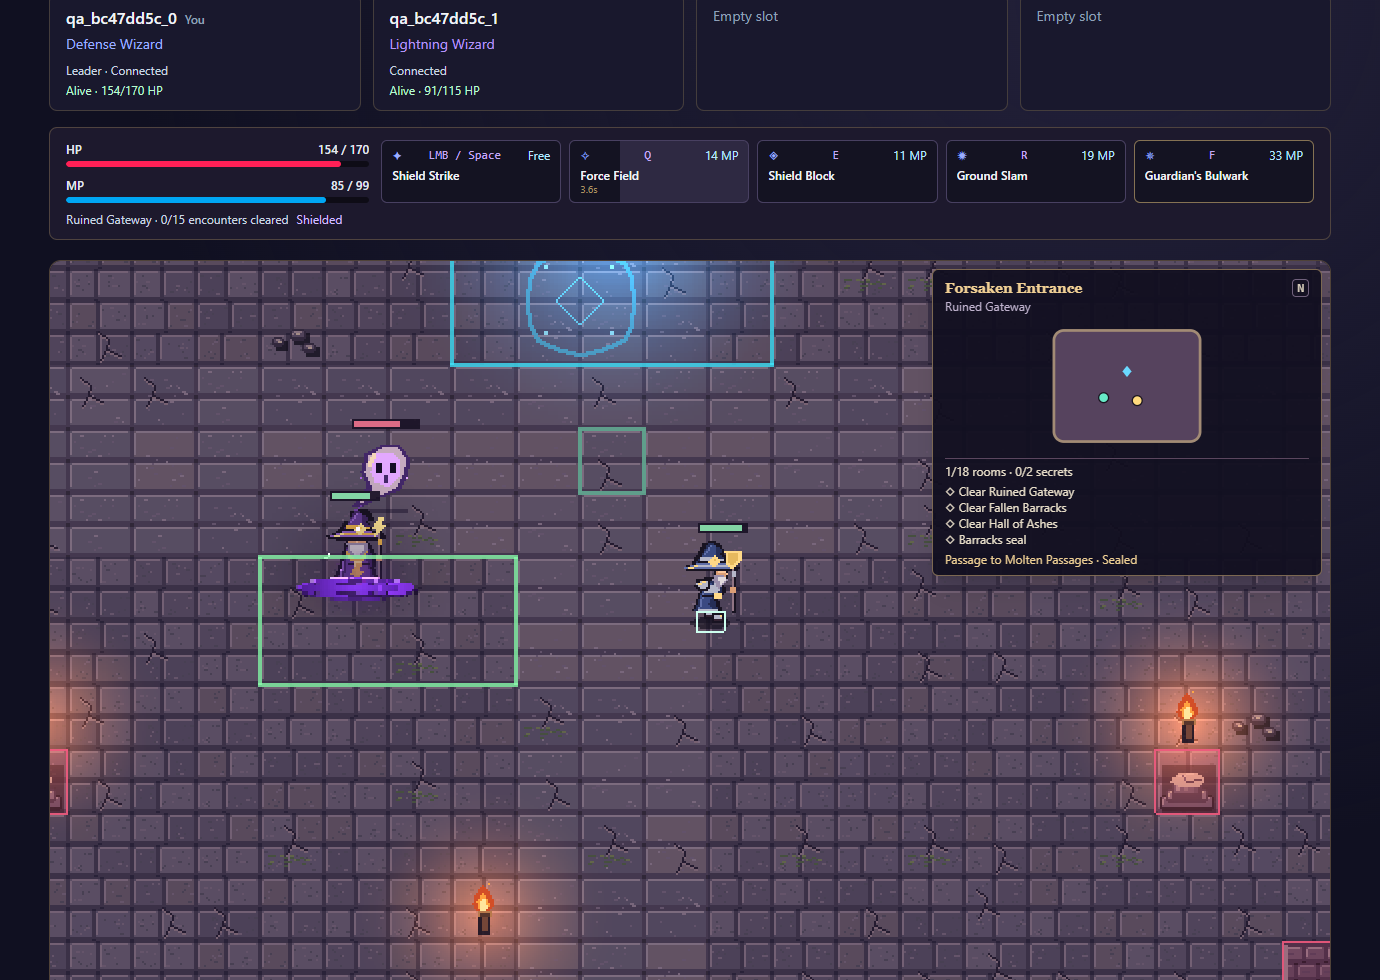 qa_bc47dd5c_0 You
Defense Wizard
Leader · Connected
Alive · 154/170 HP
qa_bc47dd5c_1
Lightning Wizard
Connected
Alive · 91/115 HP
Empty slot
Empty slot
HP 154 / 170
MP 85 / 99
Ruined Gateway · 0/15 encounters cleared Shielded
LMB / Space Free
Shield Strike
Q 14 MP
Force Field
3.6s
E 11 MP
Shield Block
R 19 MP
Ground Slam
F 33 MP
Guardian's Bulwark
Forsaken Entrance N
Ruined Gateway
1/18 rooms · 0/2 secrets
◇ Clear Ruined Gateway
◇ Clear Fallen Barracks
◇ Clear Hall of Ashes
◇ Barracks seal
Passage to Molten Passages · Sealed